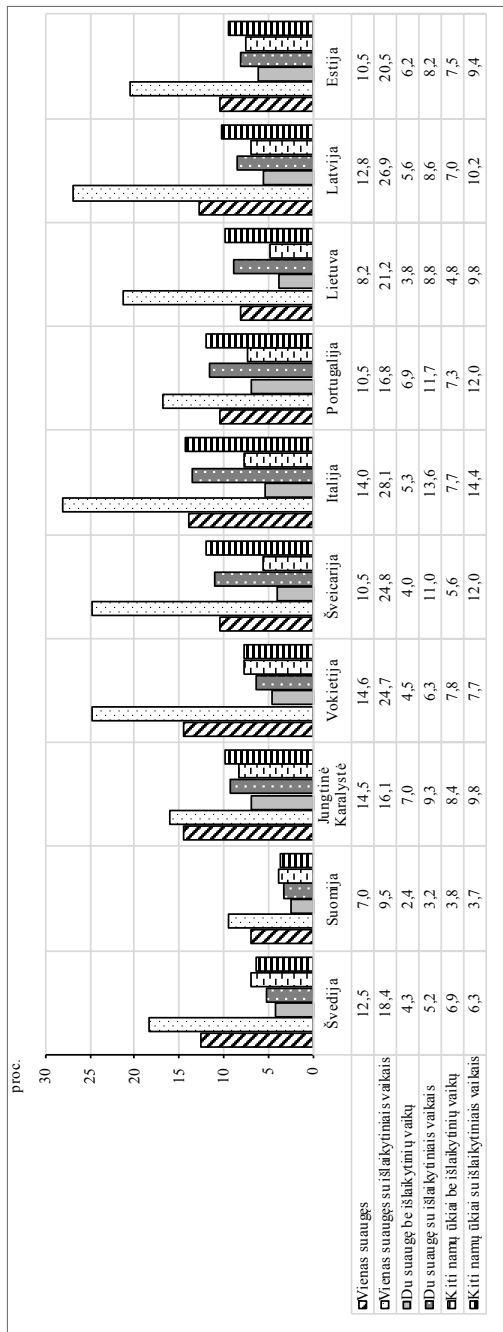 proc.
30
25
20
15
10
5
0
Švedija Suomija Jungtinė Karalystė Vokietija Šveicarija Italija Portugalija Lietuva Latvija Estija
Vienas suaugęs 12,5 7,0 14,5 14,6 10,5 14,0 10,5 8,2 12,8 10,5
Vienas suaugęs su išlaikytiniais vaikais 18,4 9,5 16,1 24,7 24,8 28,1 16,8 21,2 26,9 20,5
Du suaugę be išlaikytinių vaikų 4,3 2,4 7,0 4,5 4,0 5,3 6,9 3,8 5,6 6,2
Du suaugę su išlaikytiniais vaikais 5,2 3,2 9,3 6,3 11,0 13,6 11,7 8,8 8,6 8,2
Kiti namų ūkiai be išlaikytinių vaikų 6,9 3,8 8,4 7,8 5,6 7,7 7,3 4,8 7,0 7,5
Kiti namų ūkiai su išlaikytiniais vaikais 6,3 3,7 9,8 7,7 12,0 14,4 12,0 9,8 10,2 9,4